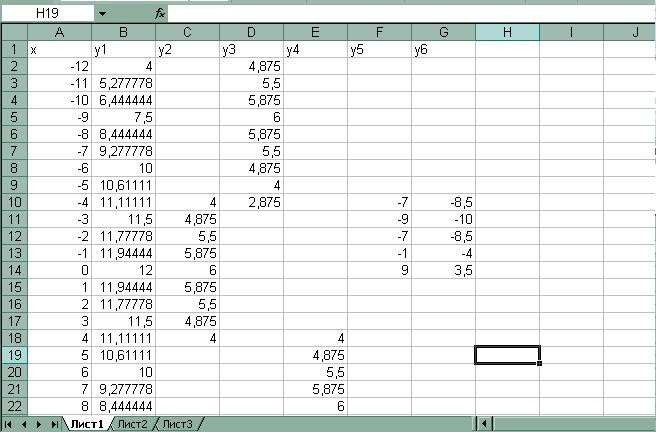 H19 fx
A B C D E F G H I J
1 x y1 y2 y3 y4 y5 y6
2 -12 4 4,875
3 -11 5,277778 5,5
4 -10 6,444444 5,875
5 -9 7,5 6
6 -8 8,444444 5,875
7 -7 9,277778 5,5
8 -6 10 4,875
9 -5 10,61111 4
10 -4 11,11111 4 2,875 -7 -8,5
11 -3 11,5 4,875 -9 -10
12 -2 11,77778 5,5 -7 -8,5
13 -1 11,94444 5,875 -1 -4
14 0 12 6 9 3,5
15 1 11,94444 5,875
16 2 11,77778 5,5
17 3 11,5 4,875
18 4 11,11111 4 4
19 5 10,61111 4,875
20 6 10 5,5
21 7 9,277778 5,875
22 8 8,444444 6
Лист1 Лист2 Лист3